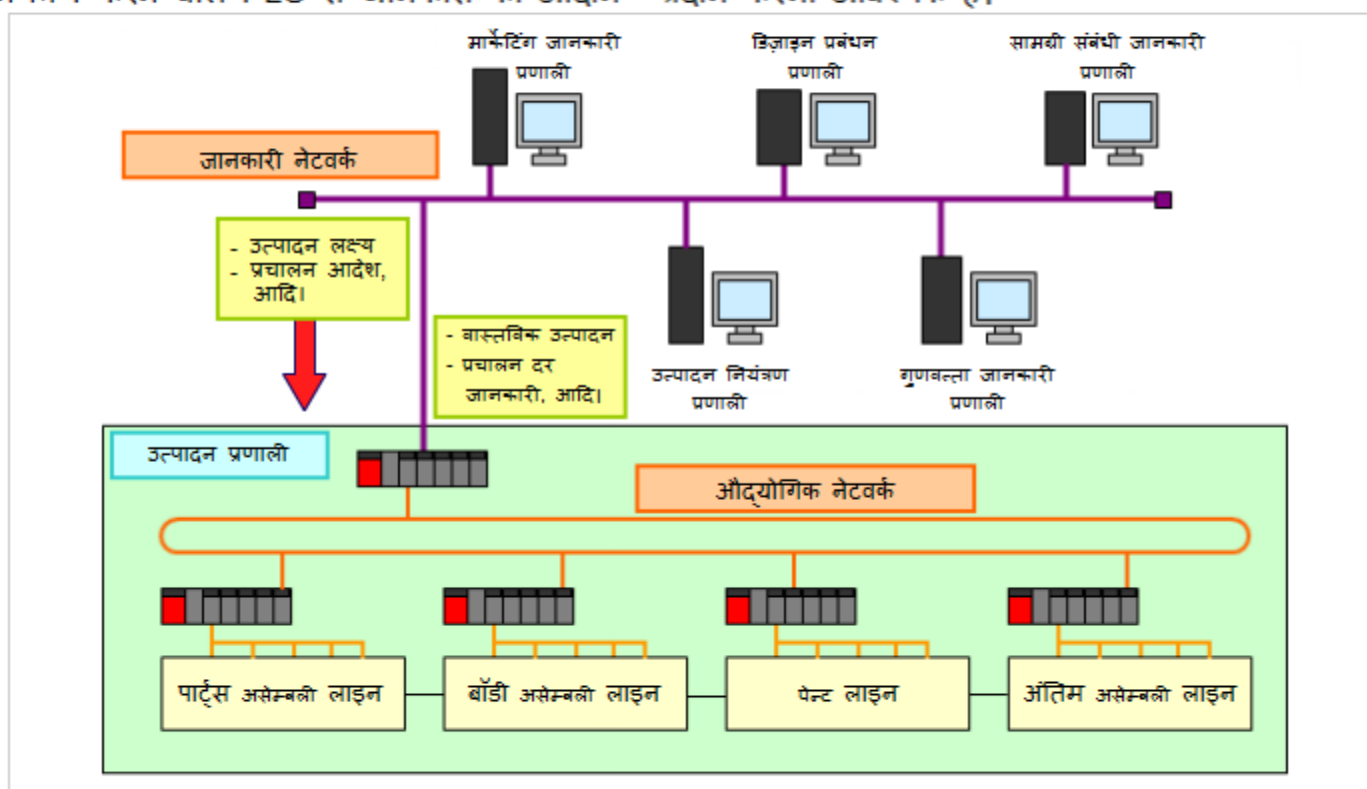 मार्केटिंग जानकारी
प्रणाली
डिज़ाइन प्रबंधन
प्रणाली
सामग्री संबंधी जानकारी
प्रणाली
जानकारी नेटवर्क
- उत्पादन लक्ष्य
- प्रचालन आदेश,
आदि।
- वास्तविक उत्पादन
- प्रचालन दर
जानकारी, आदि।
उत्पादन नियंत्रण
प्रणाली
गुणवत्ता जानकारी
प्रणाली
उत्पादन प्रणाली
औद्योगिक नेटवर्क
पार्ट्स असेम्बली लाइन
बॉडी असेम्बली लाइन
पेन्ट लाइन
अंतिम असेम्बली लाइन